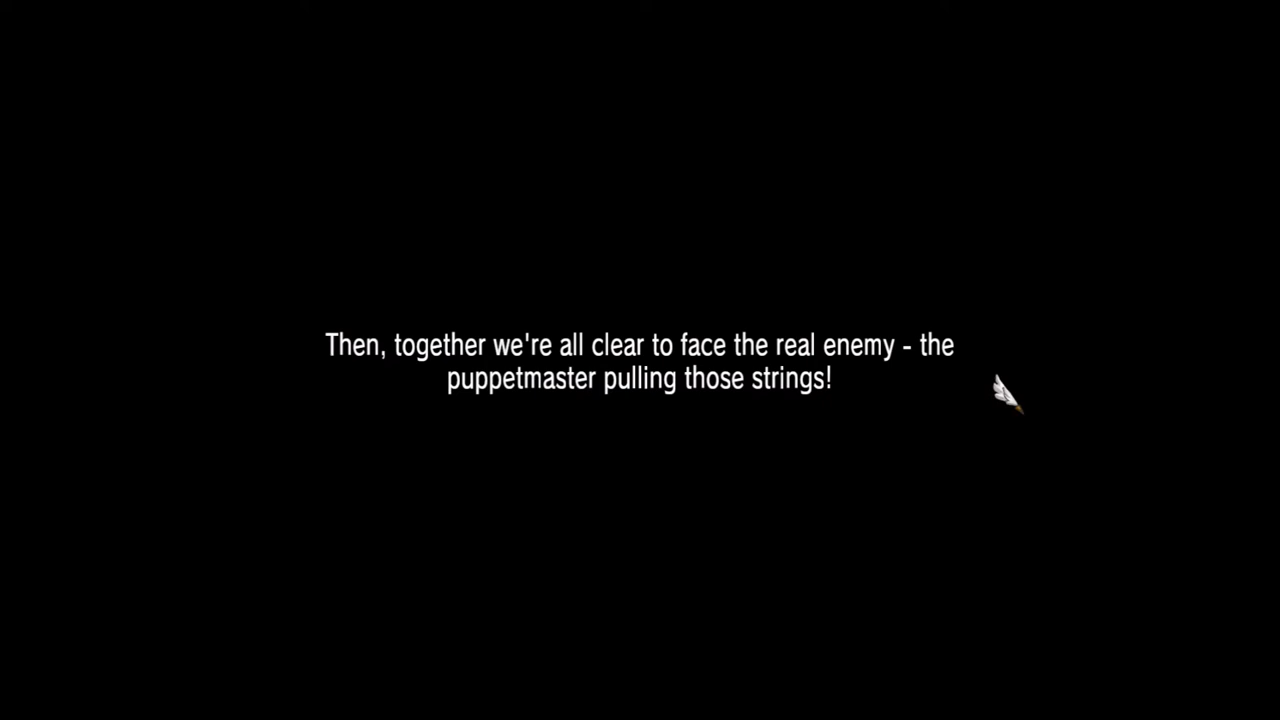 Then, together we're all clear to face the real enemy - the
puppetmaster pulling those strings!